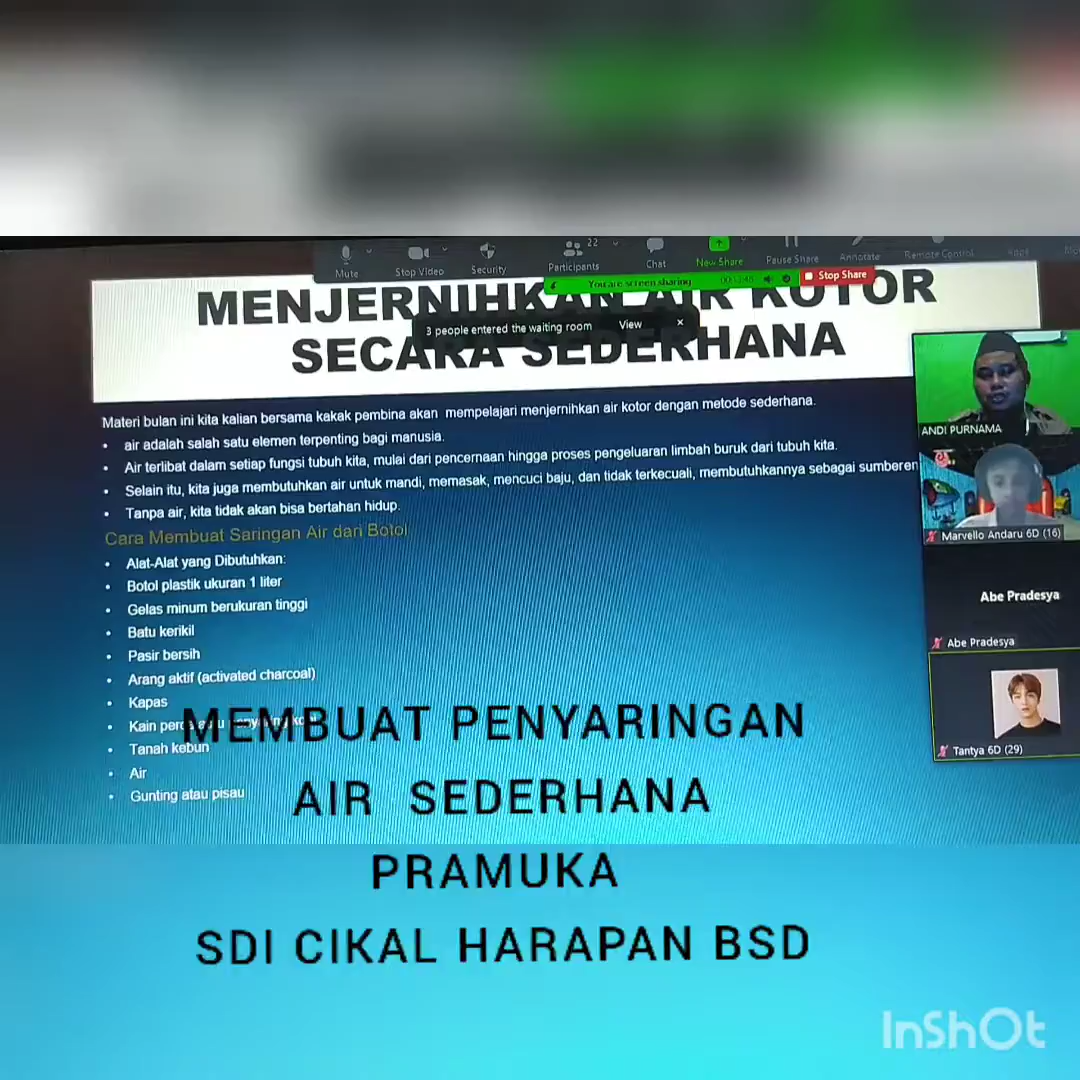 22
Mute
Stop Video
Security
Participants
Chat
New Share
Pause Share
Annotate
Remote Control
Apps
You are screen sharing
Stop Share
MENJERNIHKAN AIR KOTOR
3 people entered the waiting room View ×
SECARA SEDERHANA
Materi bulan ini kita kalian bersama kakak pembina akan mempelajari menjernihkan air kotor dengan metode sederhana.
• air adalah salah satu elemen terpenting bagi manusia.
• Air terlibat dalam setiap fungsi tubuh kita, mulai dari pencernaan hingga proses pengeluaran limbah buruk dari tubuh kita.
• Selain itu, kita juga membutuhkan air untuk mandi, memasak, mencuci baju, dan tidak terkecuali, membutuhkannya sebagai sumberen
• Tanpa air, kita tidak akan bisa bertahan hidup.
Cara Membuat Saringan Air dari Botol
• Alat-Alat yang Dibutuhkan:
• Botol plastik ukuran 1 liter
• Gelas minum berukuran tinggi
• Batu kerikil
• Pasir bersih
• Arang aktif (activated charcoal)
• Kapas
• Kain
• Tanah kebun
• Air
• Gunting atau pisau
ANDI PURNAMA
Marvello Andaru 6D (16)
Abe Pradesya
Abe Pradesya
Tantya 6D (29)
MEMBUAT PENYARINGAN
AIR SEDERHANA
PRAMUKA
SDI CIKAL HARAPAN BSD
InShOt